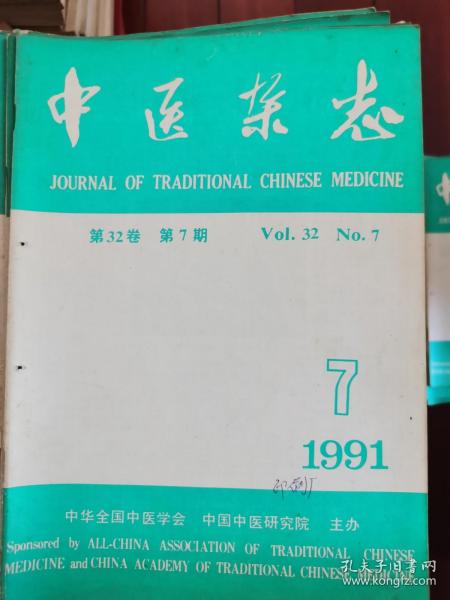 中医杂志
JOURNAL OF TRADITIONAL CHINESE MEDICINE
第32卷 第7期 Vol. 32 No. 7
7
1991
中华全国中医学会 中国中医研究院 主办
Sponsored by ALL-CHINA ASSOCIATION OF TRADITIONAL CHINESE
MEDICINE and CHINA ACADEMY OF TRADITIONAL CHINESE MEDICINE
孔夫子旧书网